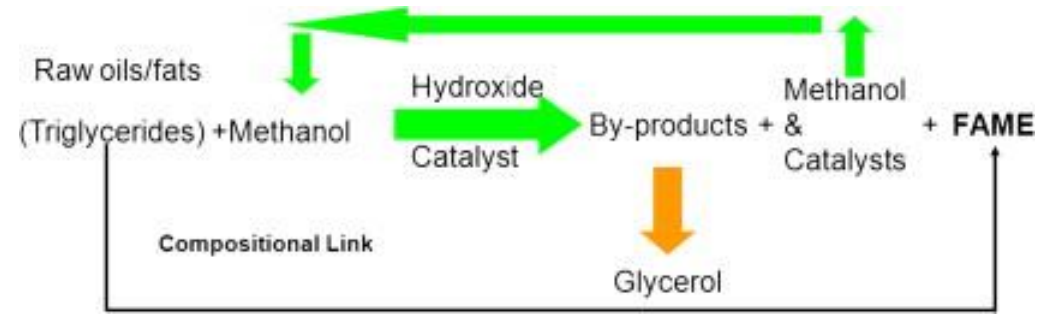 Raw oils/fats
(Triglycerides) +Methanol
Hydroxide
Catalyst
By-products +
Methanol
&
Catalysts
+ FAME
Compositional Link
Glycerol